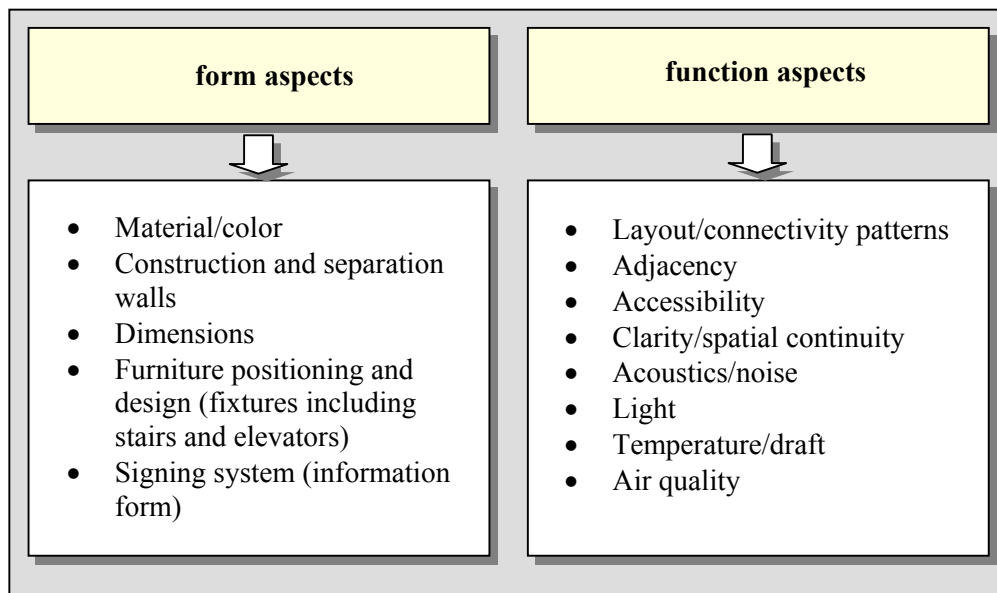 form aspects
function aspects
• Material/color
• Construction and separation
walls
• Dimensions
• Furniture positioning and
design (fixtures including
stairs and elevators)
• Signing system (information
form)
• Layout/connectivity patterns
• Adjacency
• Accessibility
• Clarity/spatial continuity
• Acoustics/noise
• Light
• Temperature/draft
• Air quality